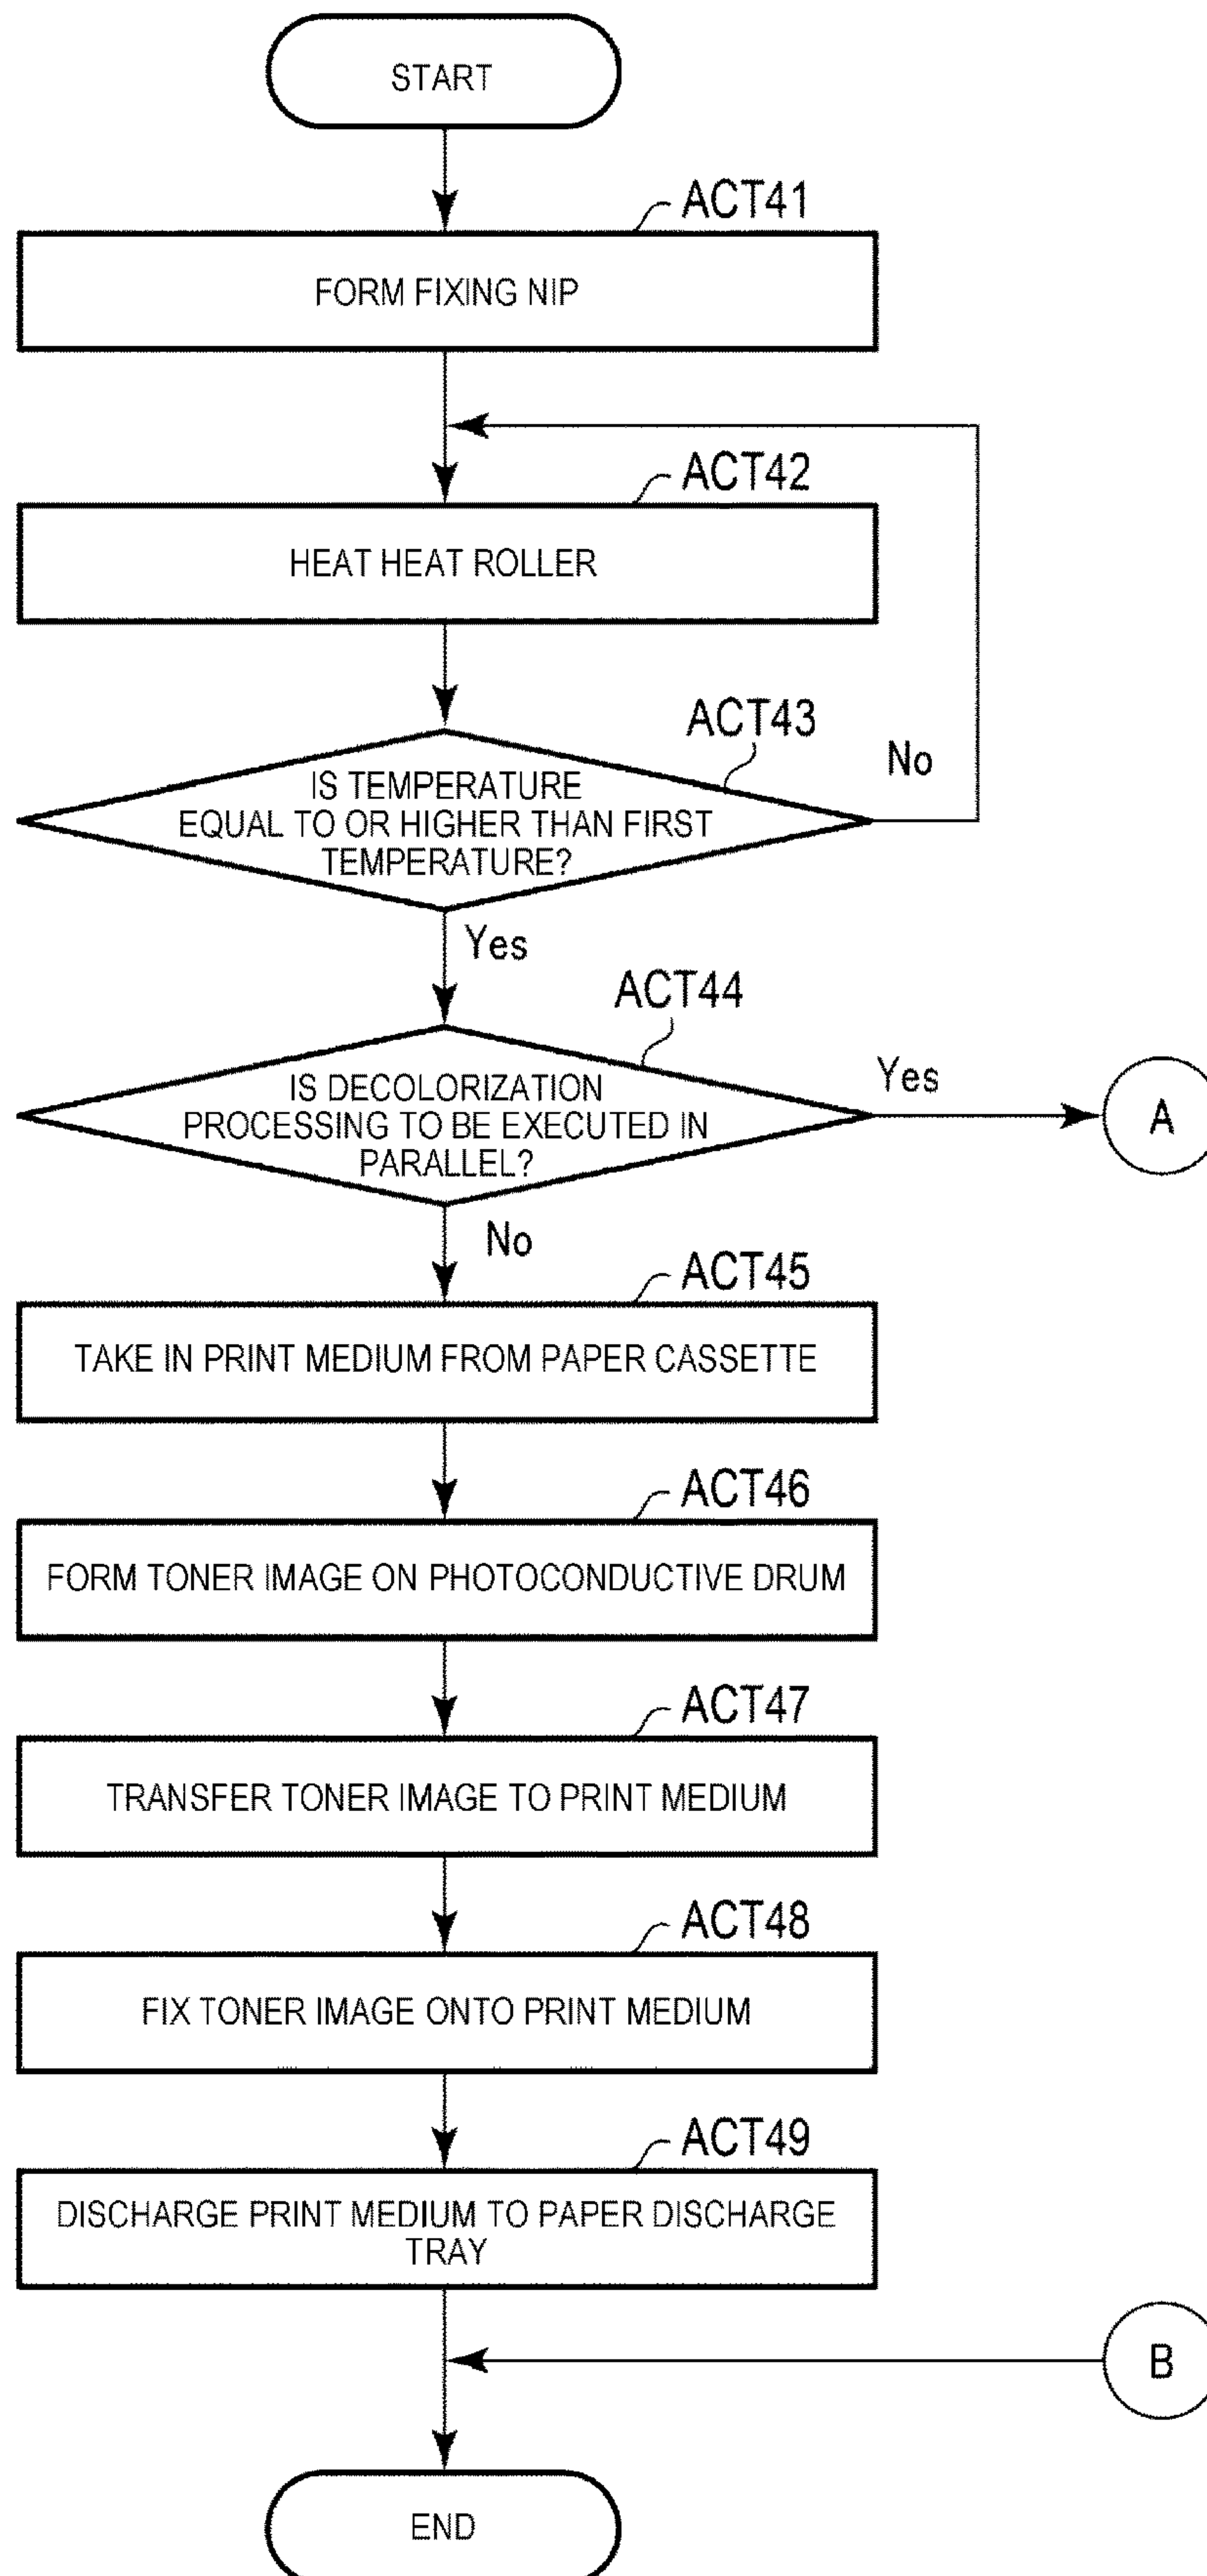 START
ACT41
FORM FIXING NIP
ACT42
HEAT HEAT ROLLER
ACT43
IS TEMPERATURE
EQUAL TO OR HIGHER THAN FIRST
TEMPERATURE?
No
Yes
ACT44
IS DECOLORIZATION
PROCESSING TO BE EXECUTED IN
PARALLEL?
Yes
A
No
ACT45
TAKE IN PRINT MEDIUM FROM PAPER CASSETTE
ACT46
FORM TONER IMAGE ON PHOTOCONDUCTIVE DRUM
ACT47
TRANSFER TONER IMAGE TO PRINT MEDIUM
ACT48
FIX TONER IMAGE ONTO PRINT MEDIUM
ACT49
DISCHARGE PRINT MEDIUM TO PAPER DISCHARGE
TRAY
B
END